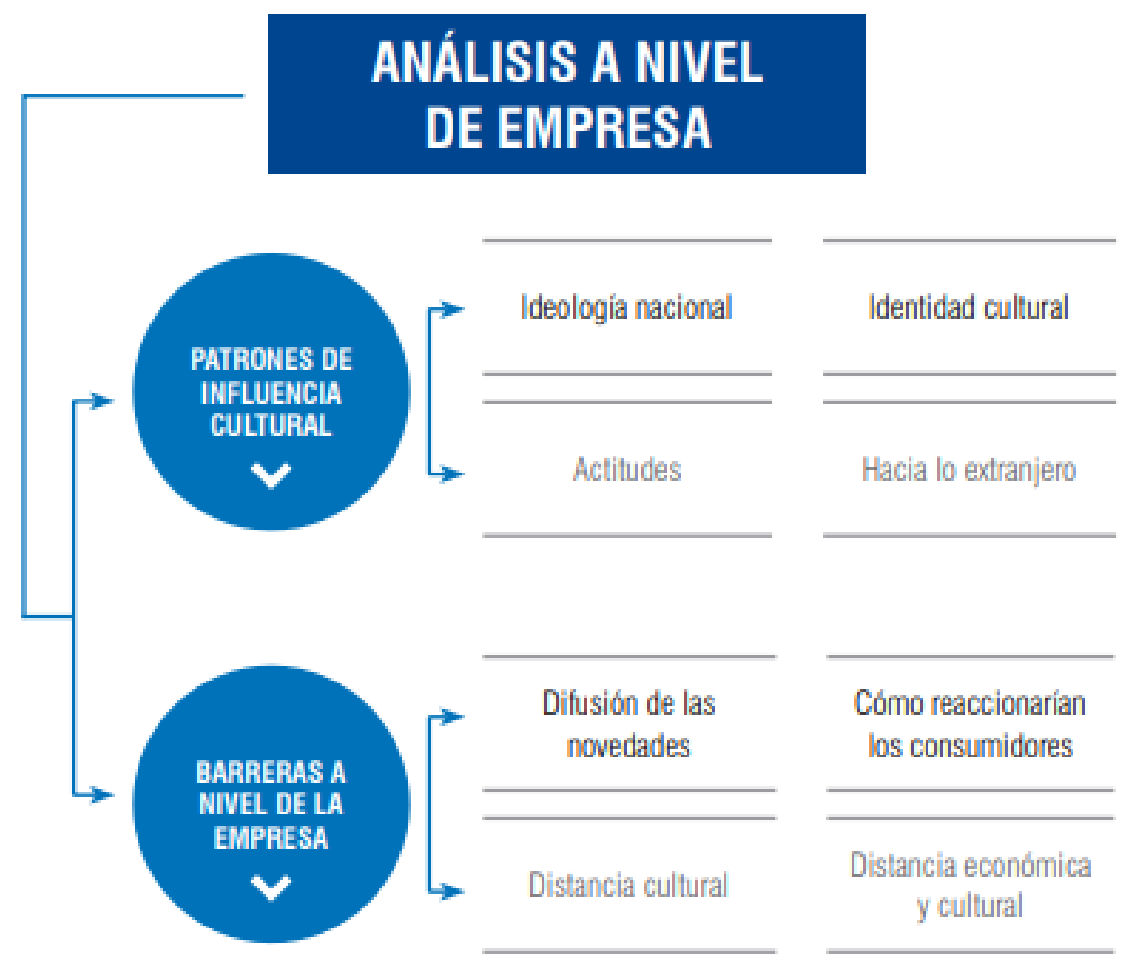 ANÁLISIS A NIVEL
DE EMPRESA
PATRONES DE
INFLUENCIA
CULTURAL
Ideología nacional
Identidad cultural
Actitudes
Hacia lo extranjero
BARRERAS A
NIVEL DE LA
EMPRESA
Difusión de las
novedades
Cómo reaccionarían
los consumidores
Distancia cultural
Distancia económica
y cultural